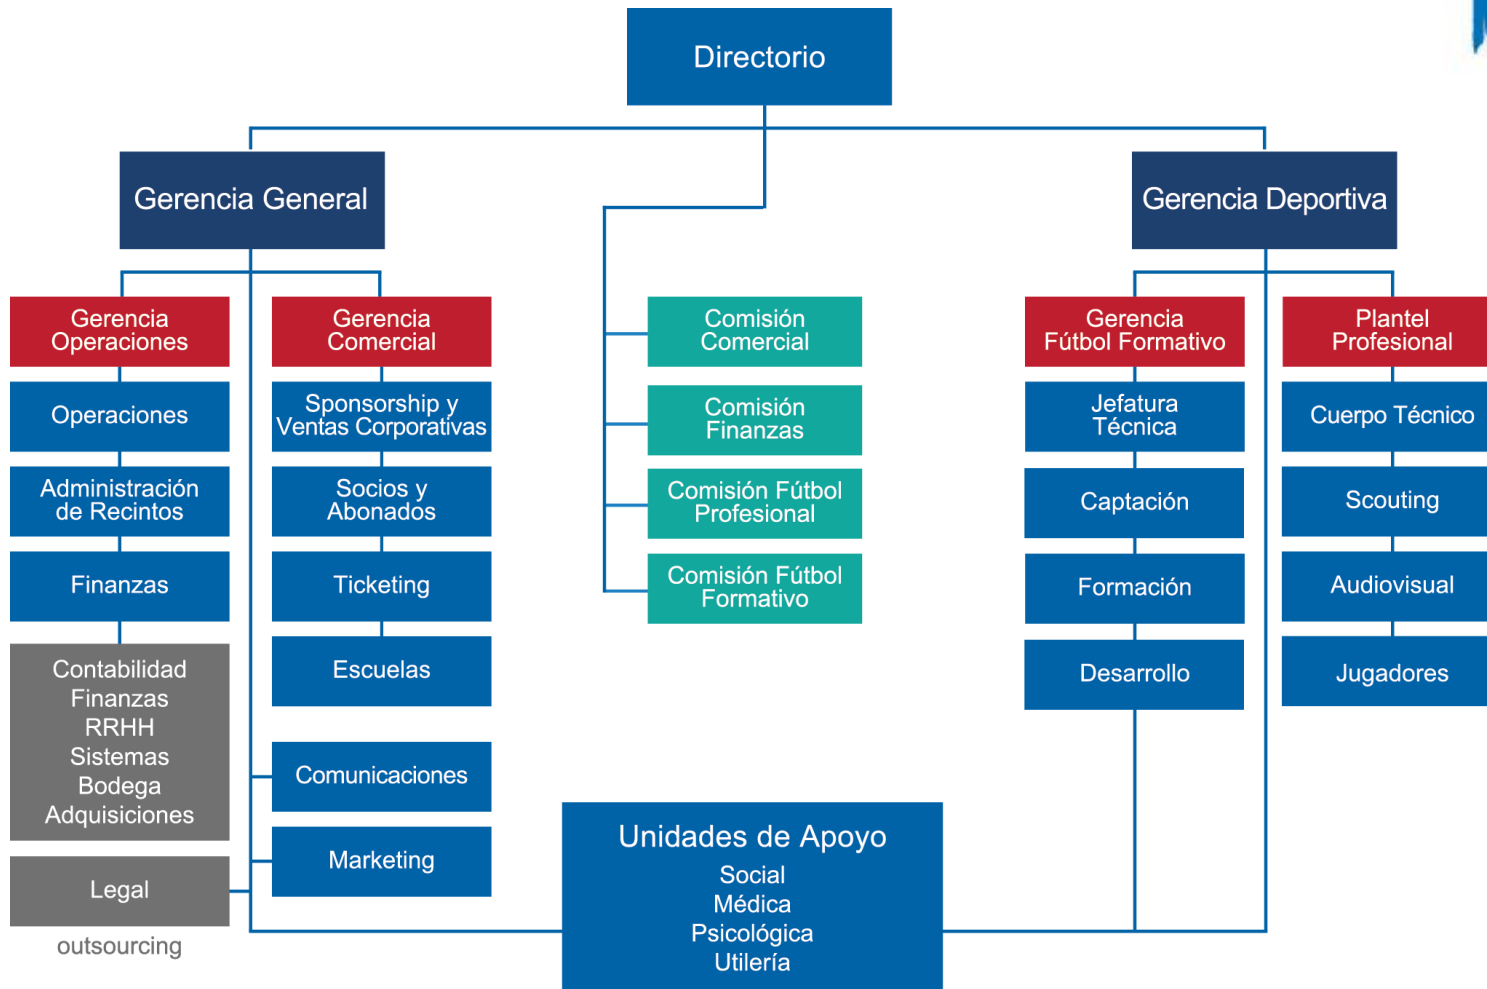 Directorio
Gerencia General
Gerencia Deportiva
Gerencia
Operaciones
Operaciones
Administración
de Recintos
Finanzas
Contabilidad
Finanzas
RRHH
Sistemas
Bodega
Adquisiciones
Legal
outsourcing
Gerencia
Comercial
Sponsorship y
Ventas Corporativas
Socios y
Abonados
Ticketing
Escuelas
Comunicaciones
Marketing
Comisión
Comercial
Comisión
Finanzas
Comisión Fútbol
Profesional
Comisión Fútbol
Formativo
Unidades de Apoyo
Social
Médica
Psicológica
Utilería
Gerencia
Fútbol Formativo
Jefatura
Técnica
Captación
Formación
Desarrollo
Plantel
Profesional
Cuerpo Técnico
Scouting
Audiovisual
Jugadores